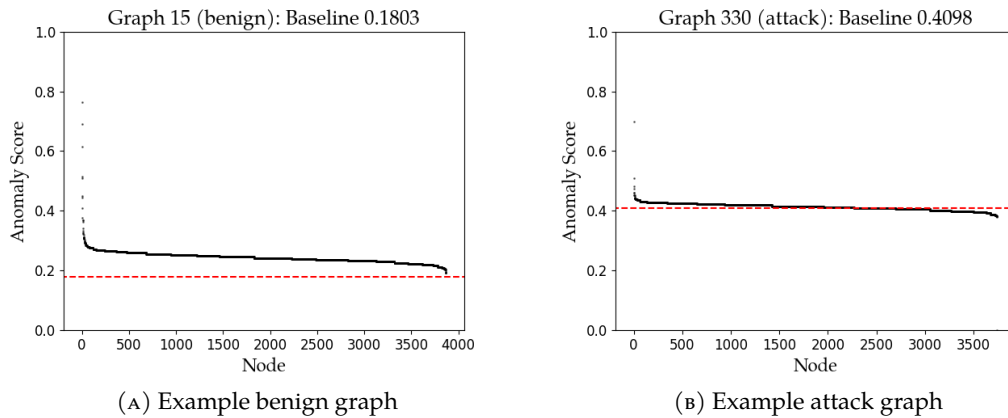 Graph 15 (benign): Baseline 0.1803
1.0
0.8
0.6
0.4
0.2
0.0
Anomaly Score
0 500 1000 1500 2000 2500 3000 3500 4000
Node
(A) Example benign graph
Graph 330 (attack): Baseline 0.4098
1.0
0.8
0.6
0.4
0.2
0.0
Anomaly Score
0 500 1000 1500 2000 2500 3000 3500
Node
(B) Example attack graph